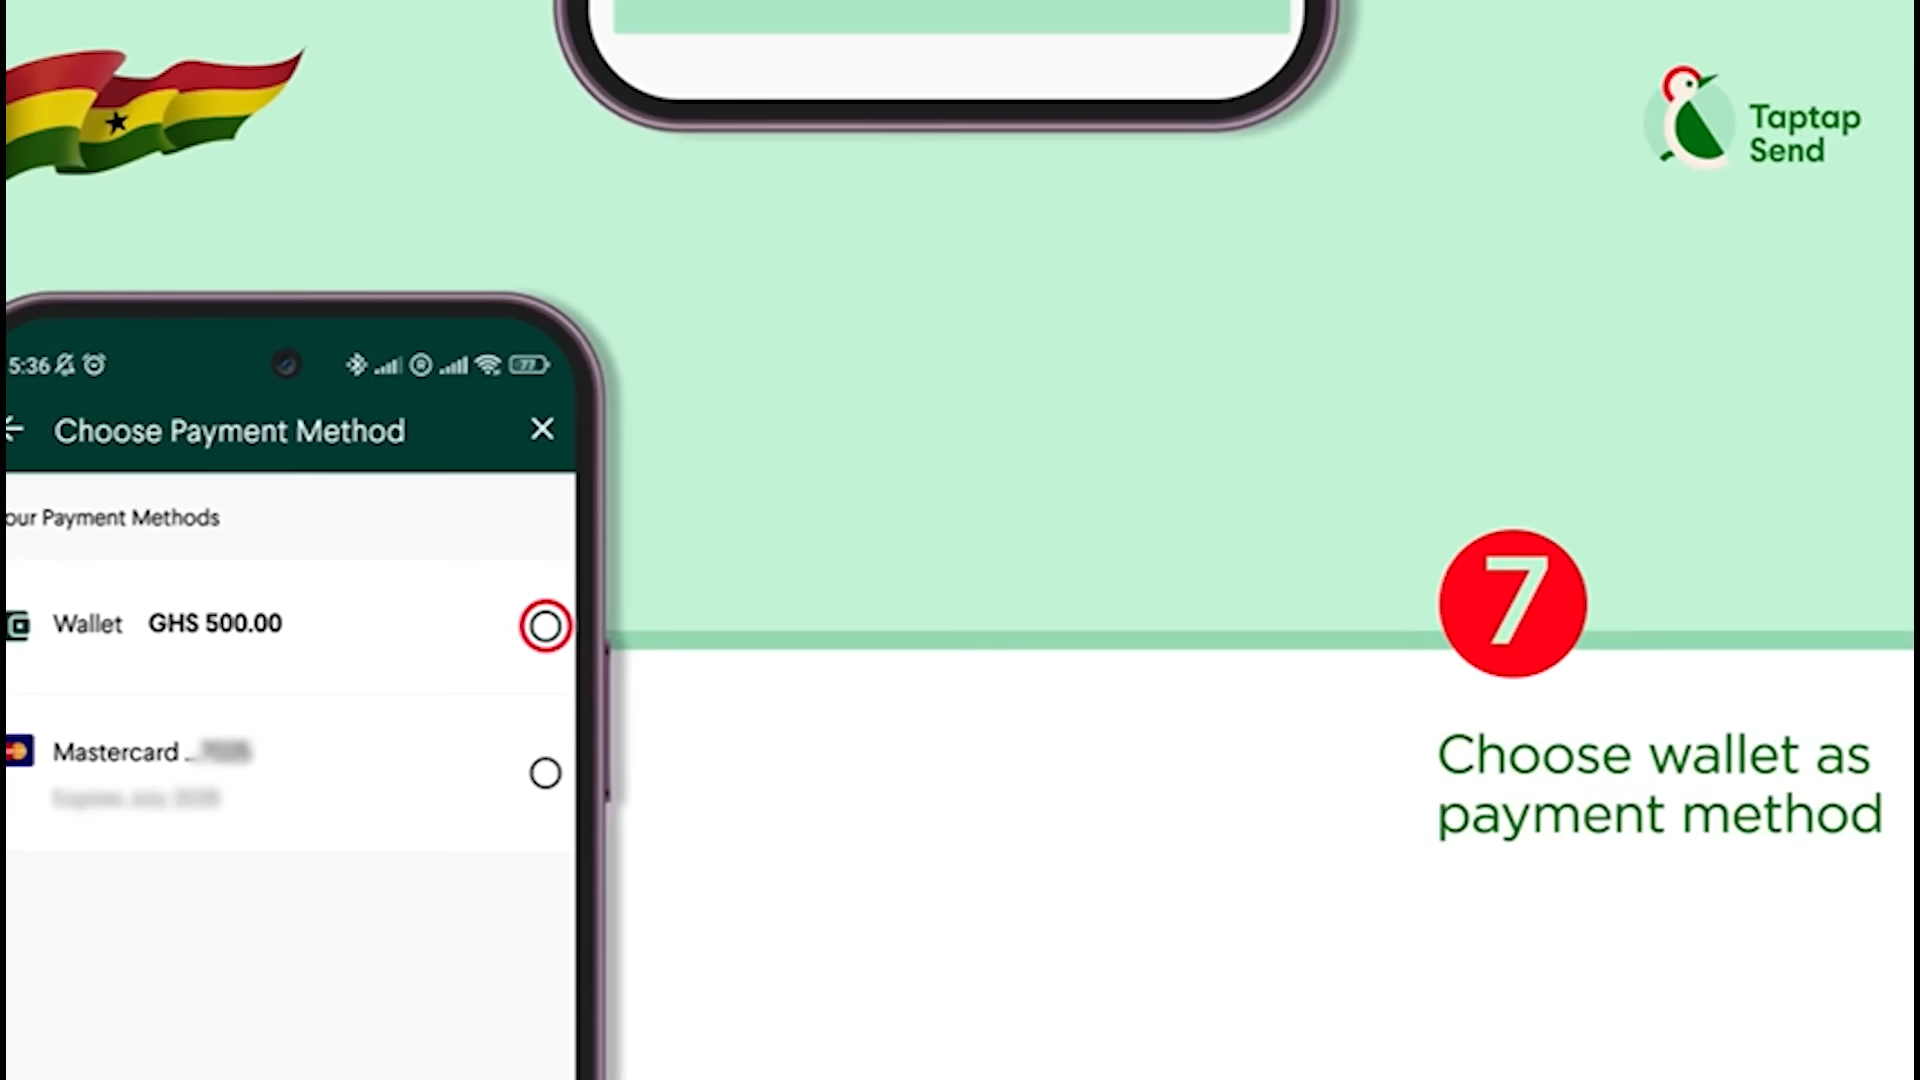 Taptap
Send
5:36
77
Choose Payment Method
our Payment Methods
Wallet GHS 500.00
Mastercard ..
7
Choose wallet as
payment method